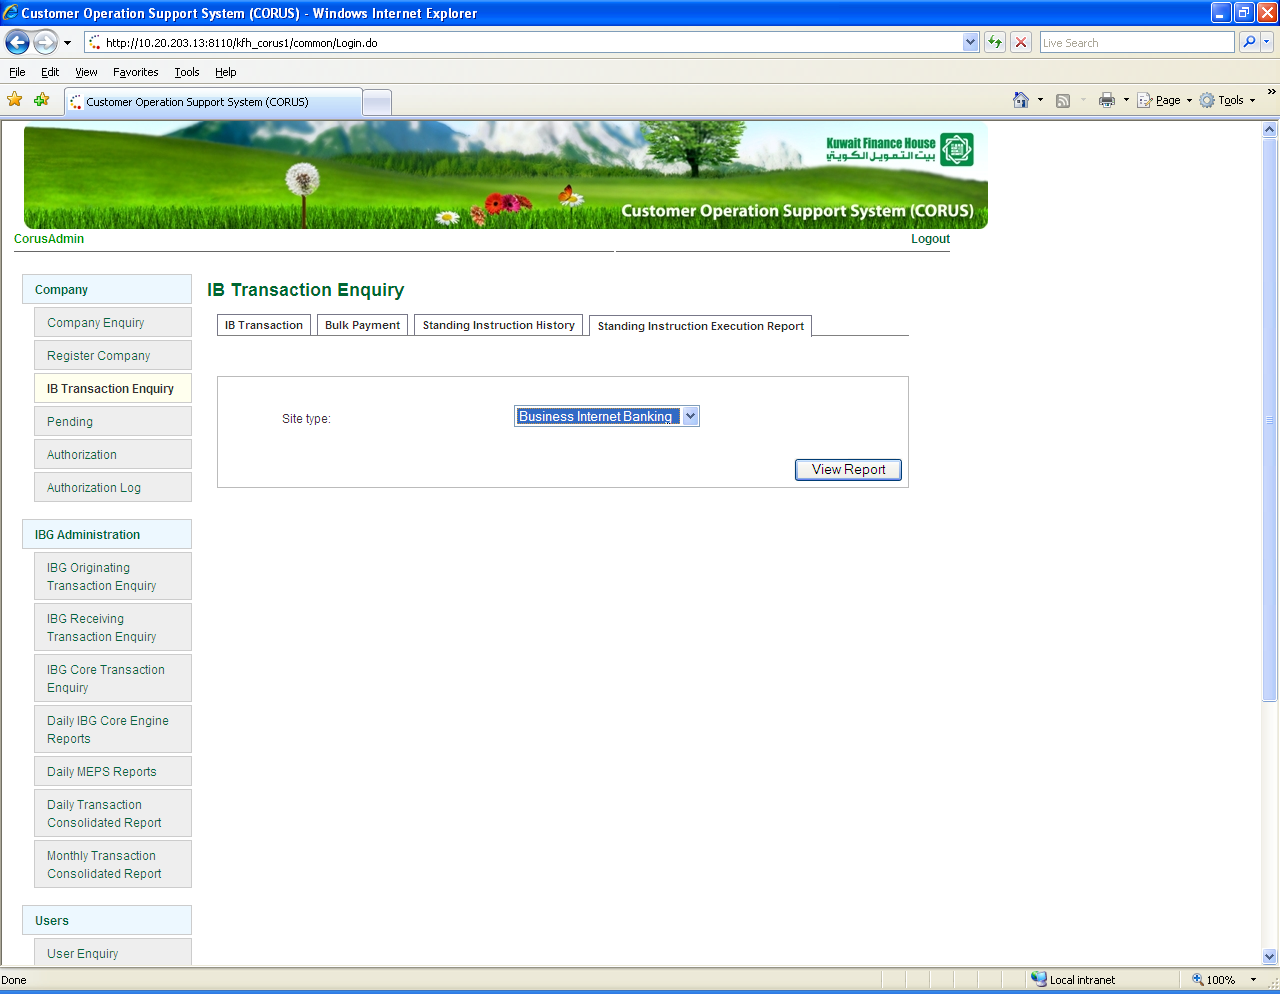 Customer Operation Support System (CORUS) - Windows Internet Explorer
http://10.20.203.13:8110/kfh_corus1/common/Login.do
Live Search
File Edit View Favorites Tools Help
Customer Operation Support System (CORUS)
Page Tools
Kuwait Finance House
بيت التمويل الكويتي
Customer Operation Support System (CORUS)
CorusAdmin
Logout
Company
Company Enquiry
Register Company
IB Transaction Enquiry
Pending
Authorization
Authorization Log
IBG Administration
IBG Originating
Transaction Enquiry
IBG Receiving
Transaction Enquiry
IBG Core Transaction
Enquiry
Daily IBG Core Engine
Reports
Daily MEPS Reports
Daily Transaction
Consolidated Report
Monthly Transaction
Consolidated Report
Users
User Enquiry
IB Transaction Enquiry
IB Transaction Bulk Payment Standing Instruction History Standing Instruction Execution Report
Site type: Business Internet Banking
View Report
Done
Local intranet
100%